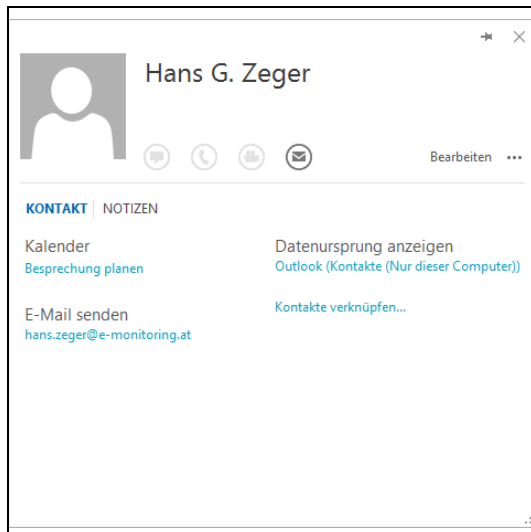 Hans G. Zeger
Bearbeiten
KONTAKT NOTIZEN
Kalender
Besprechung planen
E-Mail senden
hans.zeger@e-monitoring.at
Datenursprung anzeigen
Outlook (Kontakte (Nur dieser Computer))
Kontakte verknüpfen...